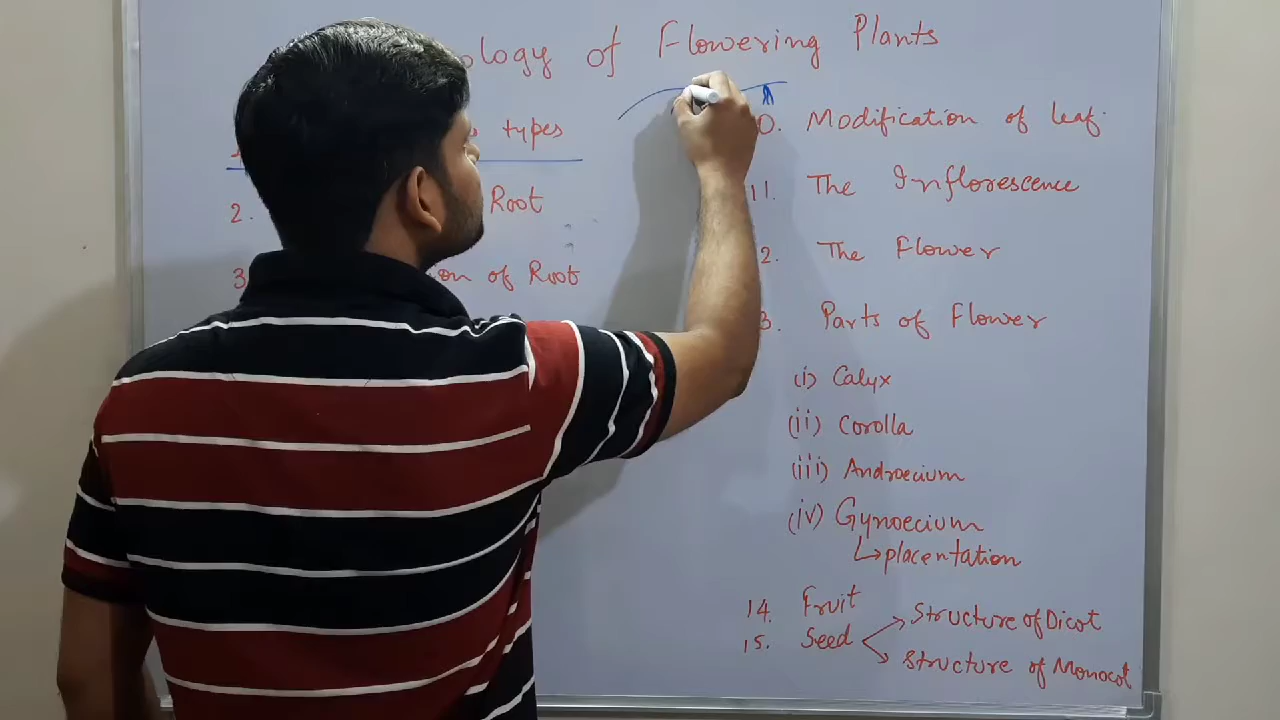 ology of Flowering Plants
types
2. Root
3 on of Root
0. Modification of leaf.
11. The Inflorescence
2. The Flower
3. Parts of Flower
(i) Calyx
(ii) Corolla
(iii) Androecium
(iv) Gynoecium
↳placentation
14. Fruit
15. Seed
Structure of Dicot
Structure of Monocot